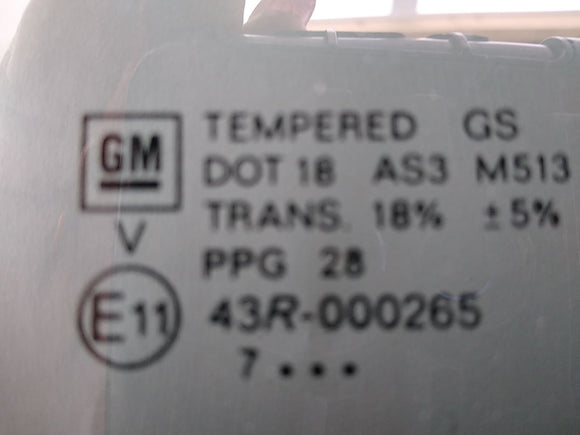 GM
TEMPERED GS
DOT 18 AS3 M513
TRANS. 18% ±5%
V
PPG 28
E11 43R-000265
7 •••